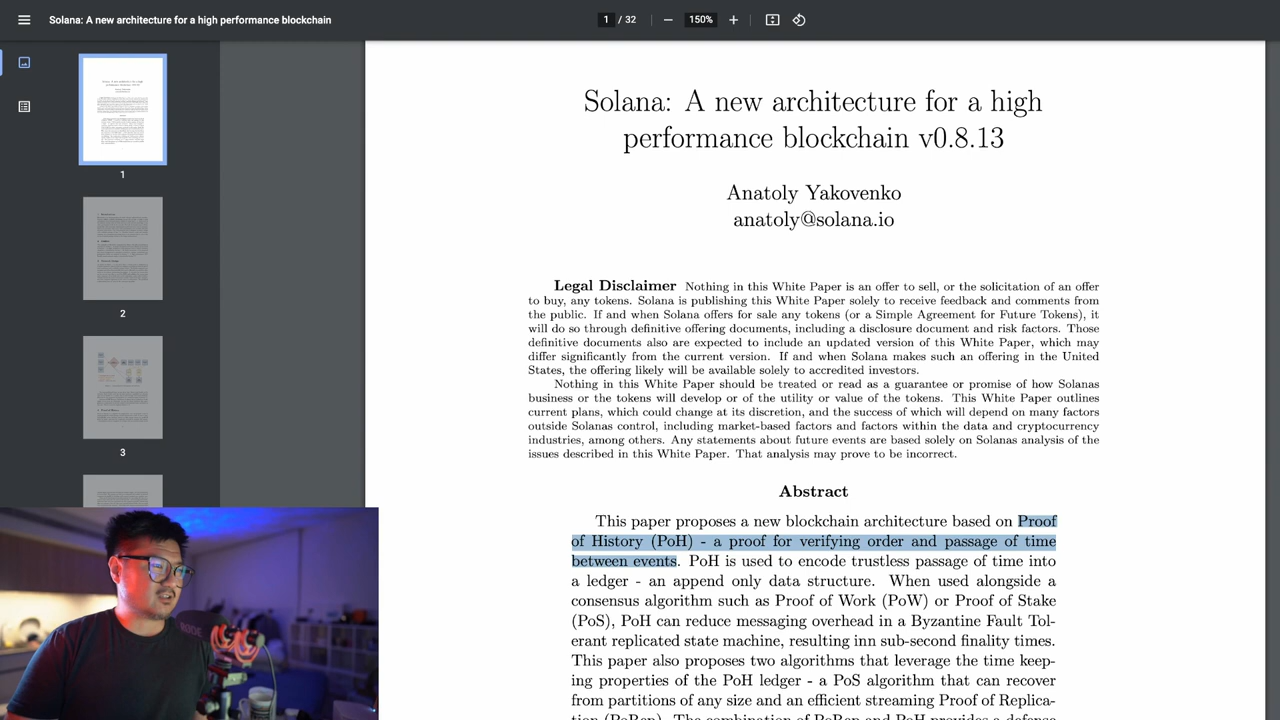 Solana: A new architecture for a high performance blockchain
1 / 32
150%
1
2
3
Solana: A new architecture for a high
performance blockchain v0.8.13
Anatoly Yakovenko
anatoly@solana.io
Legal Disclaimer Nothing in this White Paper is an offer to sell, or the solicitation of an offer
to buy, any tokens. Solana is publishing this White Paper solely to receive feedback and comments from
the public. If and when Solana offers for sale any tokens (or a Simple Agreement for Future Tokens), it
will do so through definitive offering documents, including a disclosure document and risk factors. Those
definitive documents also are expected to include an updated version of this White Paper, which may
differ significantly from the current version. If and when Solana makes such an offering in the United
States, the offering likely will be available solely to accredited investors.
Nothing in this White Paper should be treated or read as a guarantee or promise of how Solanas
business or the tokens will develop or of the utility or value of the tokens. This White Paper outlines
current plans, which could change at its discretion, and the success of which will depend on many factors
outside Solanas control, including market-based factors and factors within the data and cryptocurrency
industries, among others. Any statements about future events are based solely on Solanas analysis of the
issues described in this White Paper. That analysis may prove to be incorrect.
Abstract
This paper proposes a new blockchain architecture based on Proof
of History (PoH) - a proof for verifying order and passage of time
between events. PoH is used to encode trustless passage of time into
a ledger - an append only data structure. When used alongside a
consensus algorithm such as Proof of Work (PoW) or Proof of Stake
(PoS), PoH can reduce messaging overhead in a Byzantine Fault Tol-
erant replicated state machine, resulting inn sub-second finality times.
This paper also proposes two algorithms that leverage the time keep-
ing properties of the PoH ledger - a PoS algorithm that can recover
from partitions of any size and an efficient streaming Proof of Replica-
tion (PoRep). The combination of PoRep and PoH provides a defense